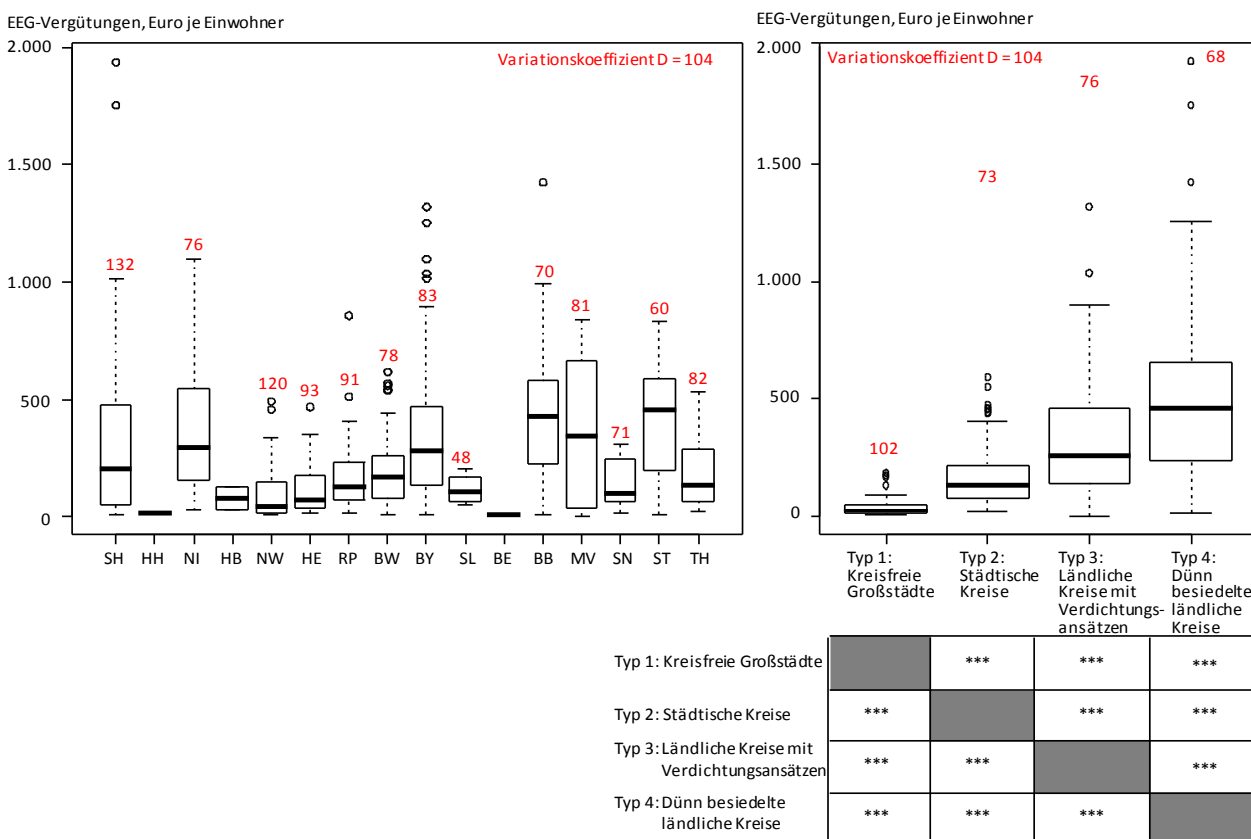 EEG-Vergütungen, Euro je Einwohner
2.000
Variationskoeffizient D = 104
1.500
1.000
500
0
132
76
120
93
91
78
83
48
70
81
71
60
82
SH HH NI HB NW HE RP BW BY SL BE BB MV SN ST TH
EEG-Vergütungen, Euro je Einwohner
2.000
Variationskoeffizient D = 104
1.500
1.000
500
0
102
73
76
68
Typ 1:
Kreisfreie
Großstädte
Typ 2:
Städtische
Kreise
Typ 3:
Ländliche
Kreise mit
Verdichtungs-
ansätzen
Typ 4:
Dünn
besiedelte
ländliche
Kreise
Typ 1: Kreisfreie Großstädte *** *** ***
Typ 2: Städtische Kreise *** *** ***
Typ 3: Ländliche Kreise mit
Verdichtungsansätzen *** *** ***
Typ 4: Dünn besiedelte
ländliche Kreise *** *** ***